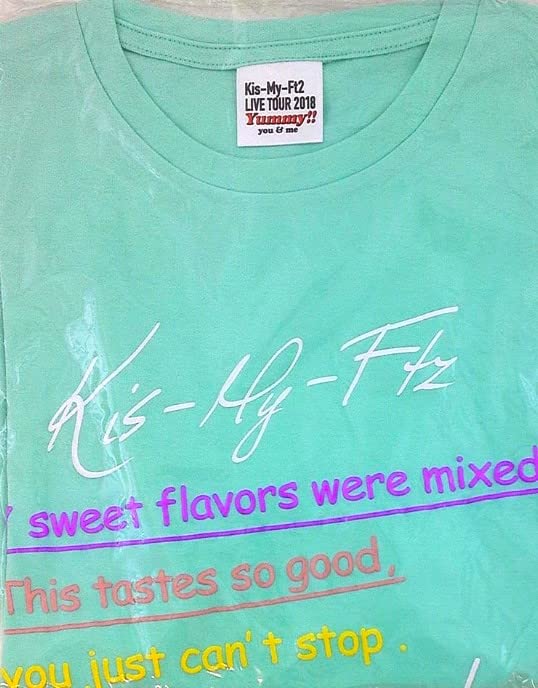 Kis-My-Ft2
LIVE TOUR 2018
Yummy!!
you & me
Kis-My-Ft2
sweet flavors were mixed
This tastes so good,
you just can't stop .